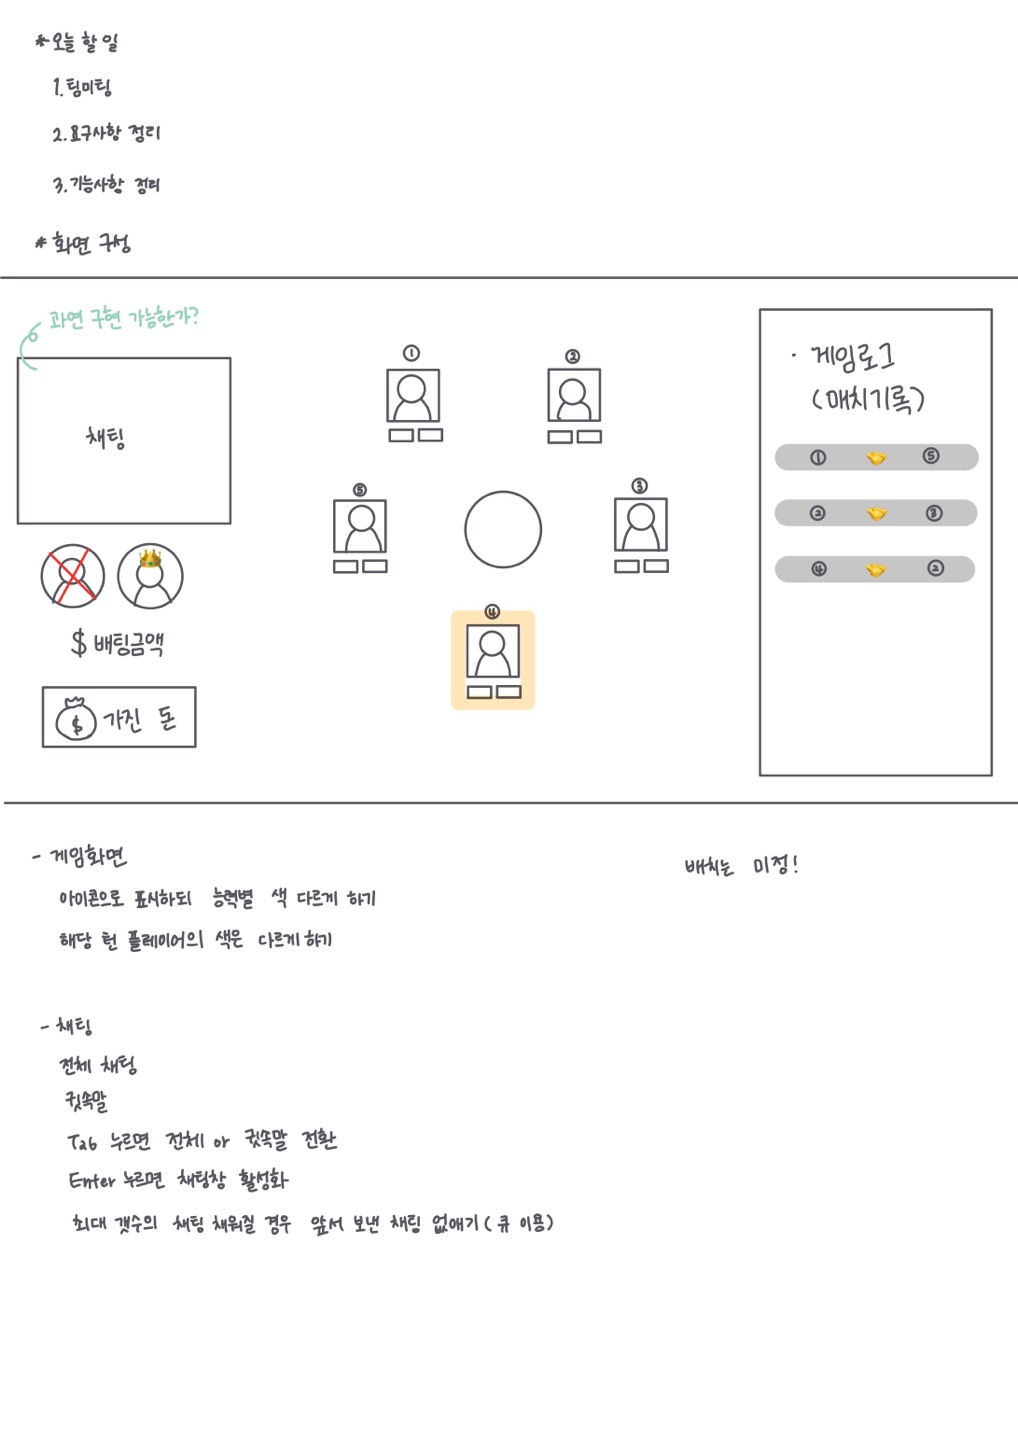 * 오늘 할 일
1. 팀미팅
2. 요구사항 정리
3. 기능사항 정리
* 화면 구성
과연 구현 가능한가?
채팅
$ 배팅금액
$ 가진 돈
①
②
⑤
③
④
· 게임로그
(매치기록)
① ⑤
② ③
④ ②
- 게임화면
아이콘으로 표시하되 능력별 색 다르게 하기
해당 턴 플레이어의 색은 다르게 하기
배치는 미정!
- 채팅
전체 채팅
귓속말
Tab 누르면 전체 or 귓속말 전환
Enter 누르면 채팅창 활성화
최대 갯수의 채팅 채워질 경우 앞서 보낸 채팅 없애기 ( 큐 이용)